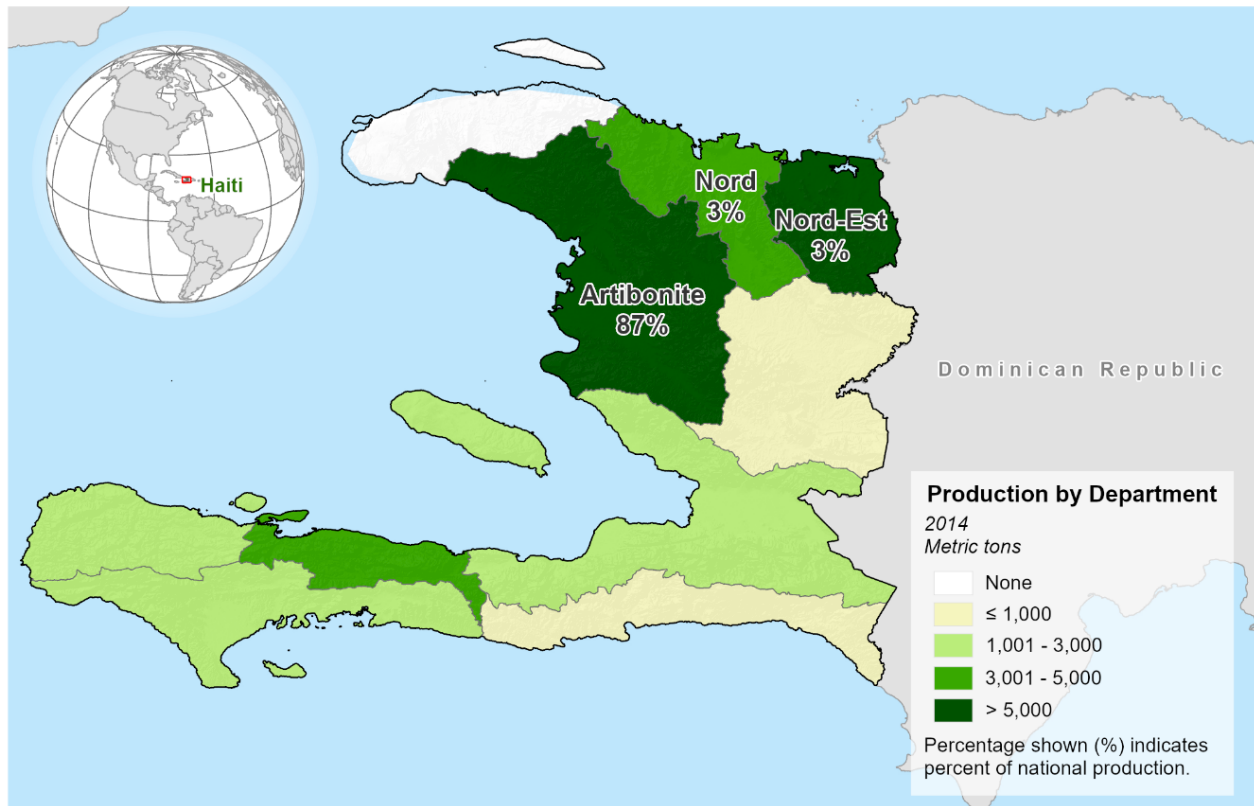 Haiti
Nord
3%
Nord-Est
3%
Artibonite
87%
Dominican Republic
Production by Department
2014
Metric tons
None
≤ 1,000
1,001 - 3,000
3,001 - 5,000
> 5,000
Percentage shown (%) indicates
percent of national production.